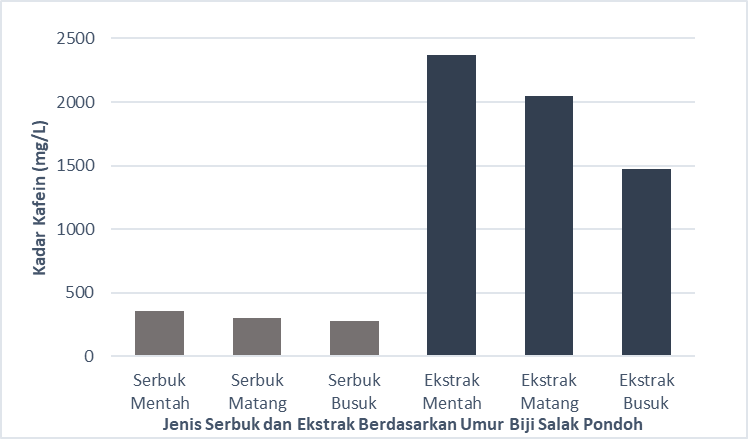 2500
2000
1500
1000
500
0
Kadar Kafein (mg/L)
Serbuk Serbuk Serbuk Ekstrak Ekstrak Ekstrak
Mentah Matang Busuk Mentah Matang Busuk
Jenis Serbuk dan Ekstrak Berdasarkan Umur Biji Salak Pondoh